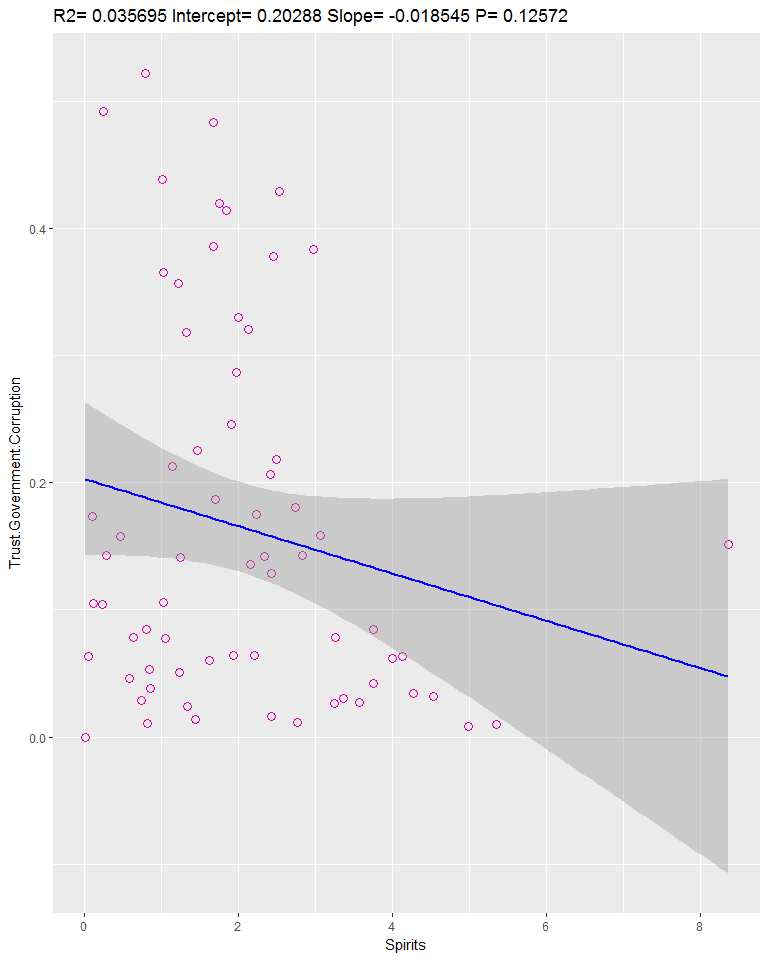 R2= 0.035695 Intercept= 0.20288 Slope= -0.018545 P= 0.12572
Trust.Government.Corruption
0.4
0.2
0.0
0 2 4 6 8
Spirits